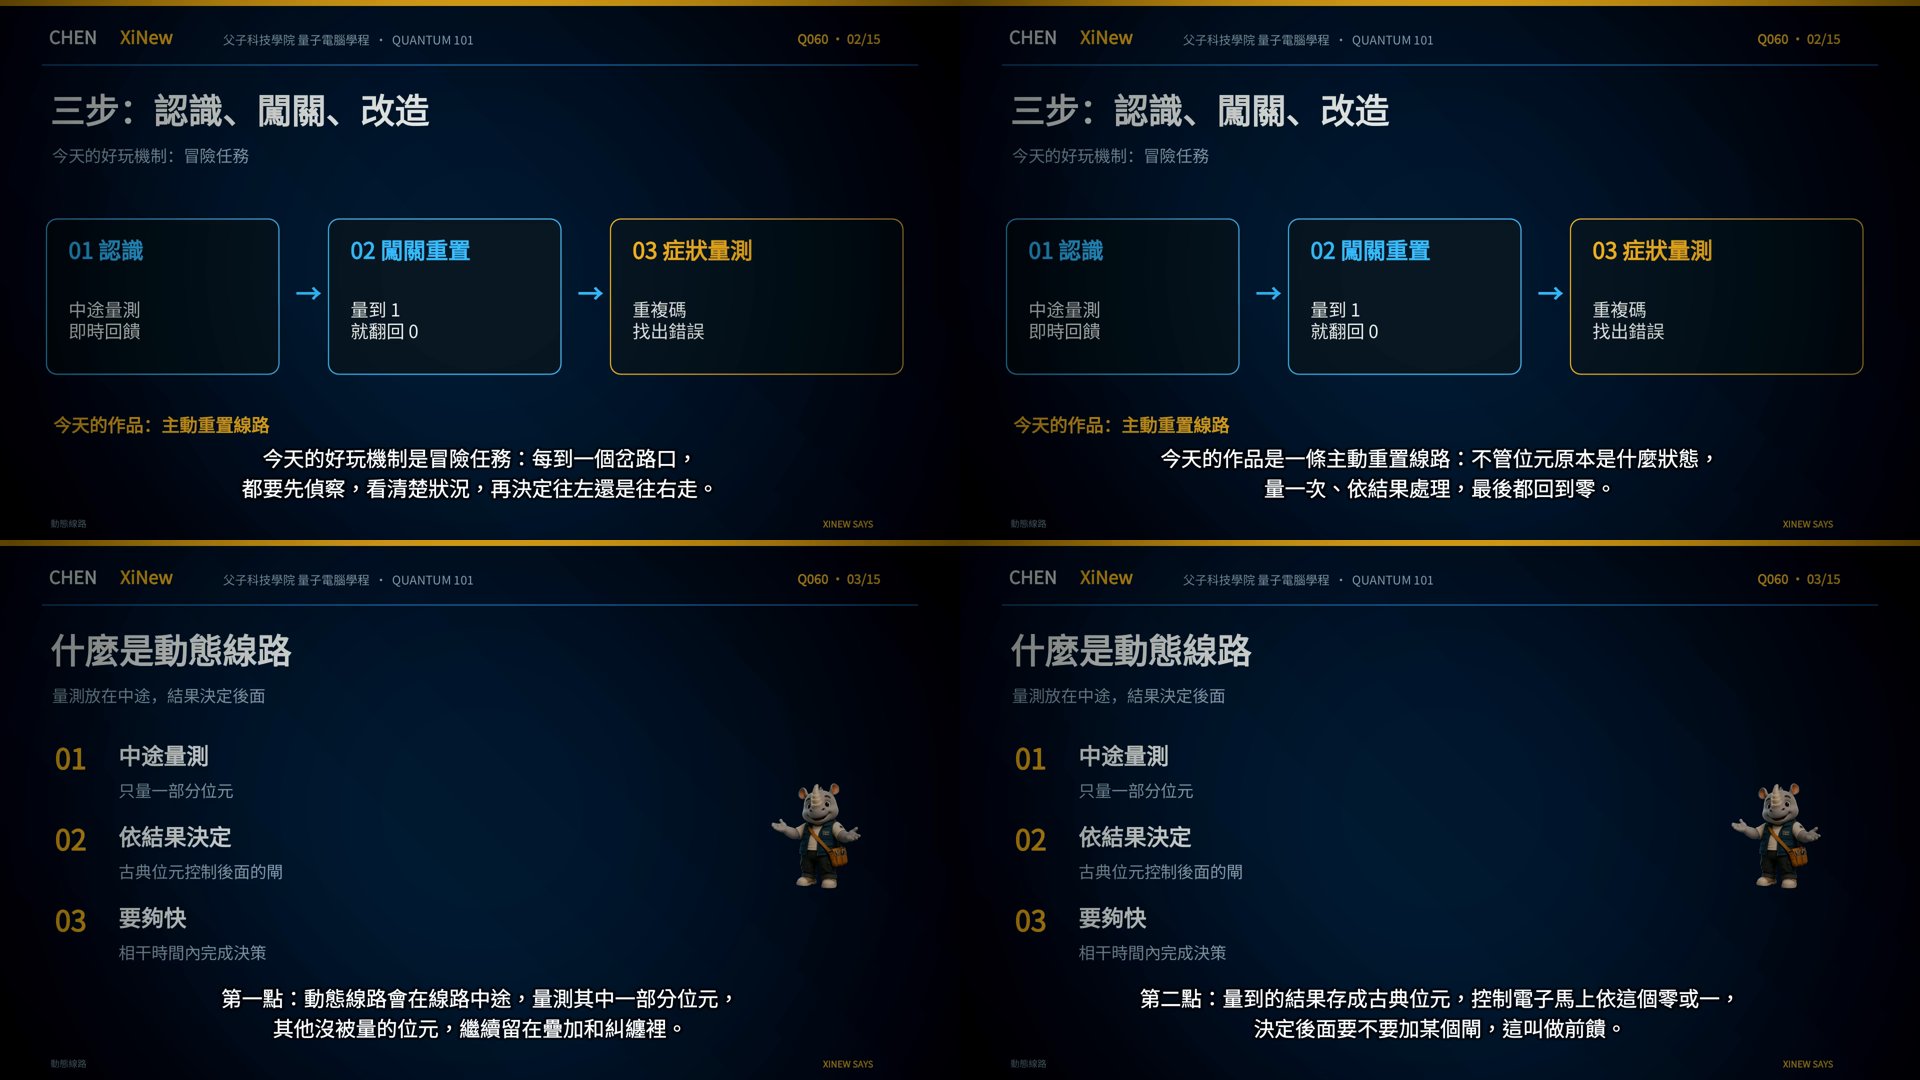 CHEN XiNew 父子科技學院 量子電腦學程 · QUANTUM 101 Q060 · 02/15
三步：認識、闖關、改造
今天的好玩機制：冒險任務
01 認識
中途量測
即時回饋
→
02 闖關重置
量到 1
就翻回 0
→
03 症狀量測
重複碼
找出錯誤
今天的作品：主動重置線路
今天的好玩機制是冒險任務：每到一個岔路口，
都要先偵察，看清楚狀況，再決定往左還是往右走。
動態線路 XINEW SAYS
CHEN XiNew 父子科技學院 量子電腦學程 · QUANTUM 101 Q060 · 02/15
三步：認識、闖關、改造
今天的好玩機制：冒險任務
01 認識
中途量測
即時回饋
→
02 闖關重置
量到 1
就翻回 0
→
03 症狀量測
重複碼
找出錯誤
今天的作品：主動重置線路
今天的作品是一條主動重置線路：不管位元原本是什麼狀態，
量一次、依結果處理，最後都回到零。
動態線路 XINEW SAYS
CHEN XiNew 父子科技學院 量子電腦學程 · QUANTUM 101 Q060 · 03/15
什麼是動態線路
量測放在中途，結果決定後面
01 中途量測
只量一部分位元
02 依結果決定
古典位元控制後面的閘
03 要夠快
相干時間內完成決策
第一點：動態線路會在線路中途，量測其中一部分位元，
其他沒被量的位元，繼續留在疊加和糾纏裡。
動態線路 XINEW SAYS
CHEN XiNew 父子科技學院 量子電腦學程 · QUANTUM 101 Q060 · 03/15
什麼是動態線路
量測放在中途，結果決定後面
01 中途量測
只量一部分位元
02 依結果決定
古典位元控制後面的閘
03 要夠快
相干時間內完成決策
第二點：量到的結果存成古典位元，控制電子馬上依這個零或一，
決定後面要不要加某個閘，這叫做前饋。
動態線路 XINEW SAYS